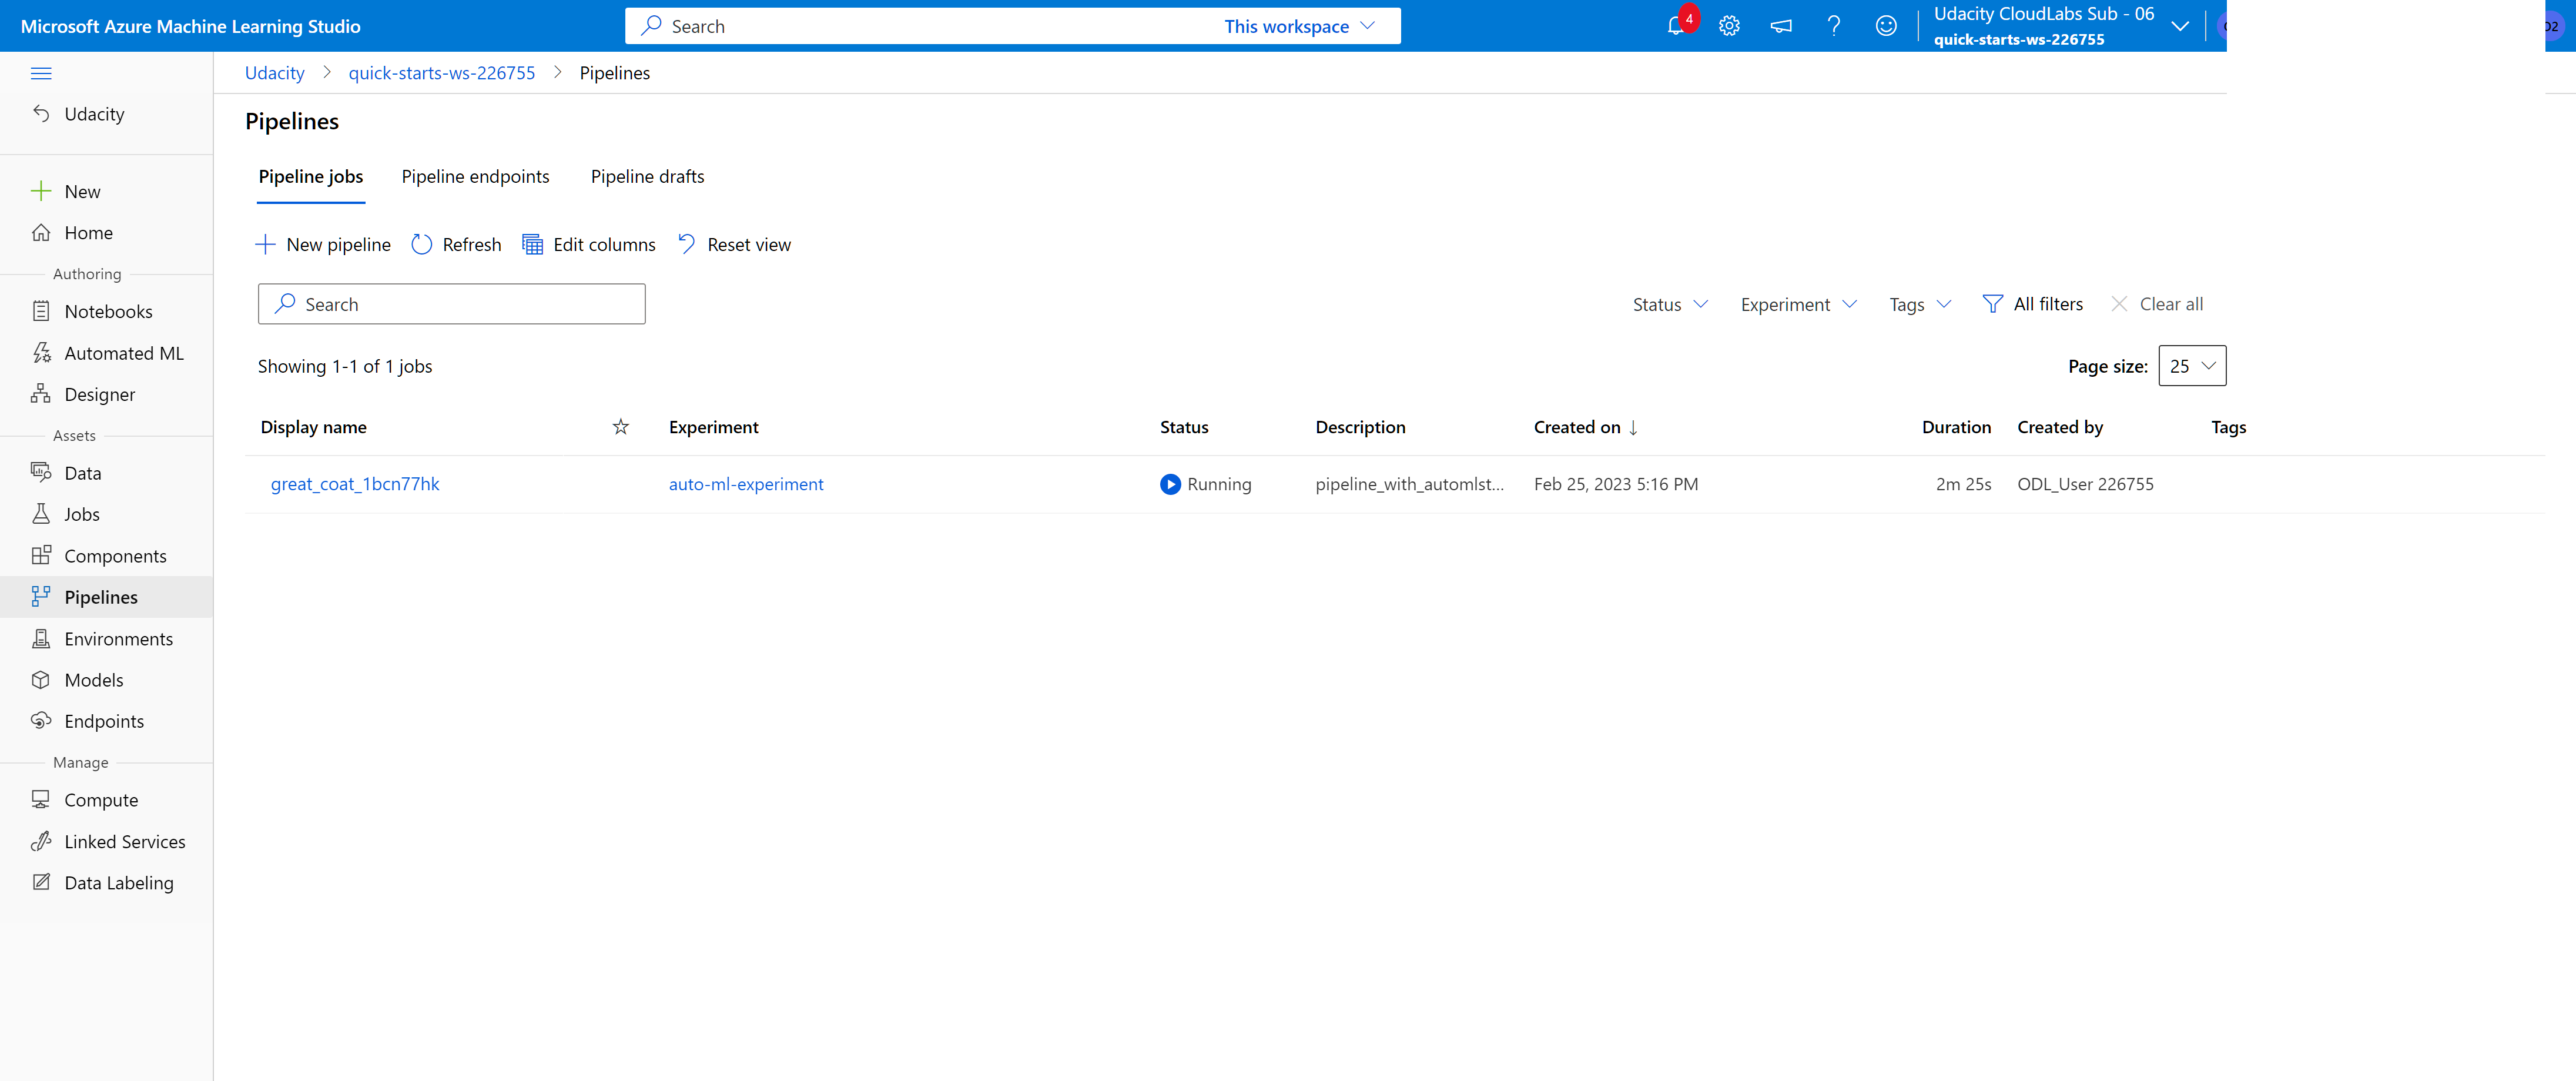 Microsoft Azure Machine Learning Studio
Search
This workspace
4
Udacity CloudLabs Sub - 06
quick-starts-ws-226755
Udacity > quick-starts-ws-226755 > Pipelines
Udacity
New
Home
Authoring
Notebooks
Automated ML
Designer
Assets
Data
Jobs
Components
Pipelines
Environments
Models
Endpoints
Manage
Compute
Linked Services
Data Labeling
Pipelines
Pipeline jobs Pipeline endpoints Pipeline drafts
New pipeline Refresh Edit columns Reset view
Search
Status Experiment Tags All filters Clear all
Showing 1-1 of 1 jobs
Page size: 25
Display name Experiment Status Description Created on ↓ Duration Created by Tags
great_coat_1bcn77hk auto-ml-experiment Running pipeline_with_automlst... Feb 25, 2023 5:16 PM 2m 25s ODL_User 226755